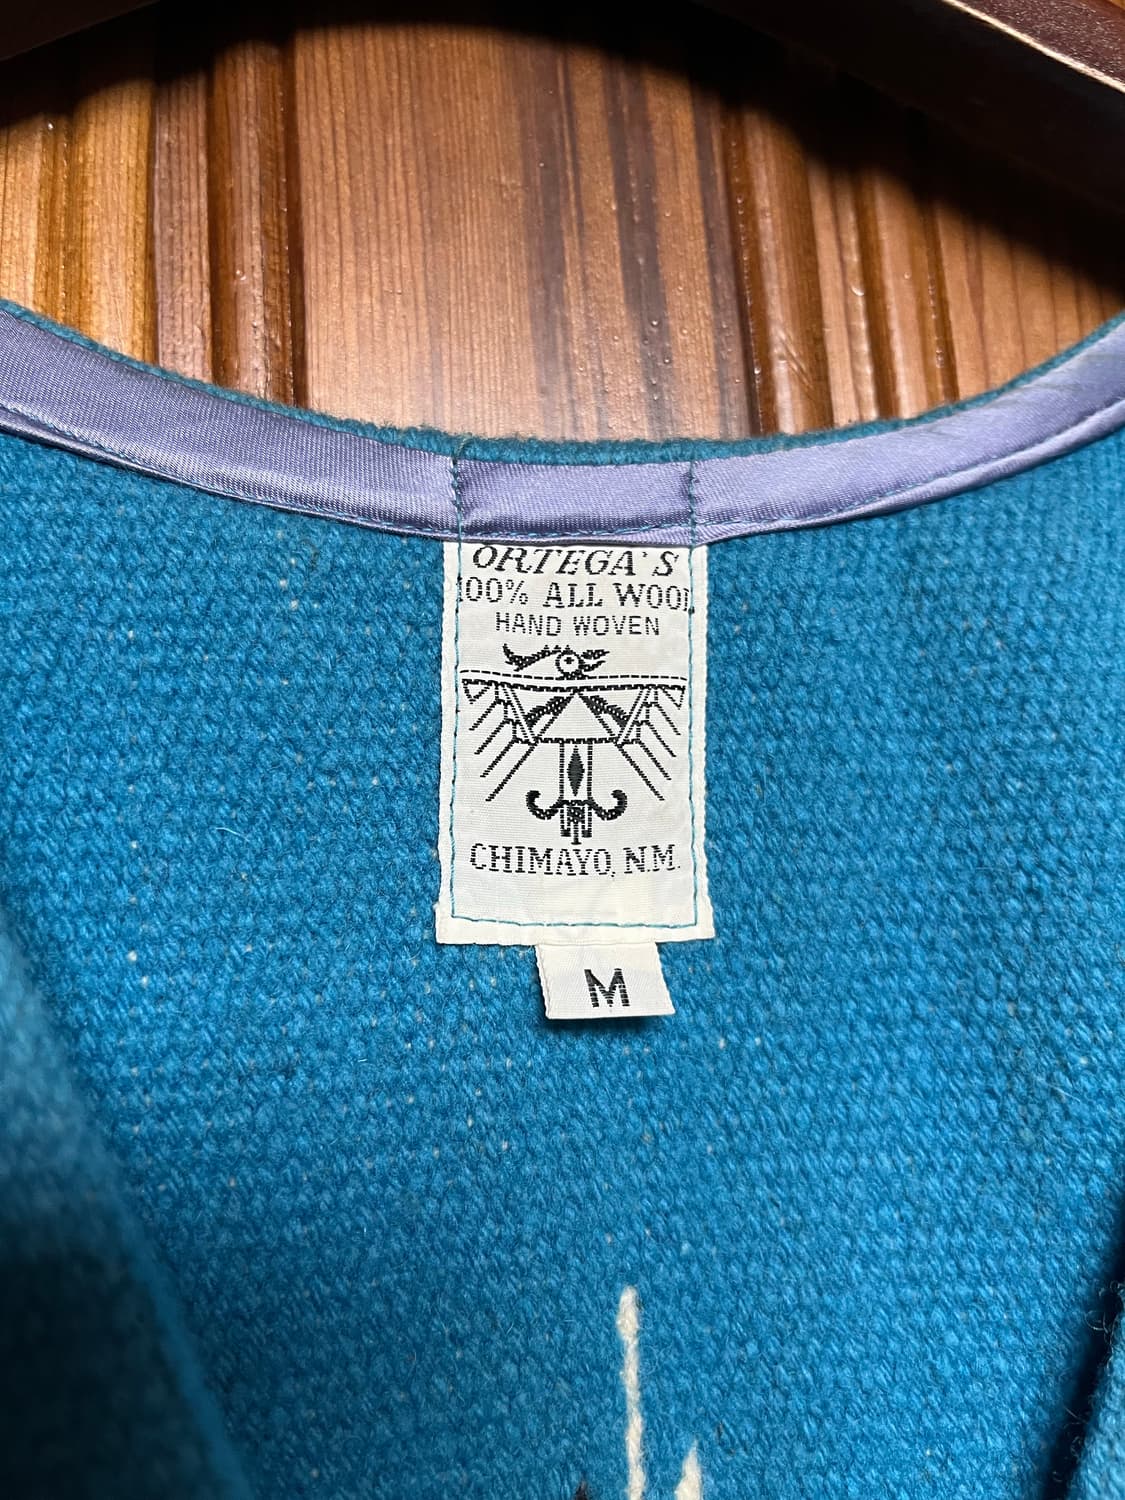 ORTEGA'S
100% ALL WOOL
HAND WOVEN
CHIMAYO, N.M.
M